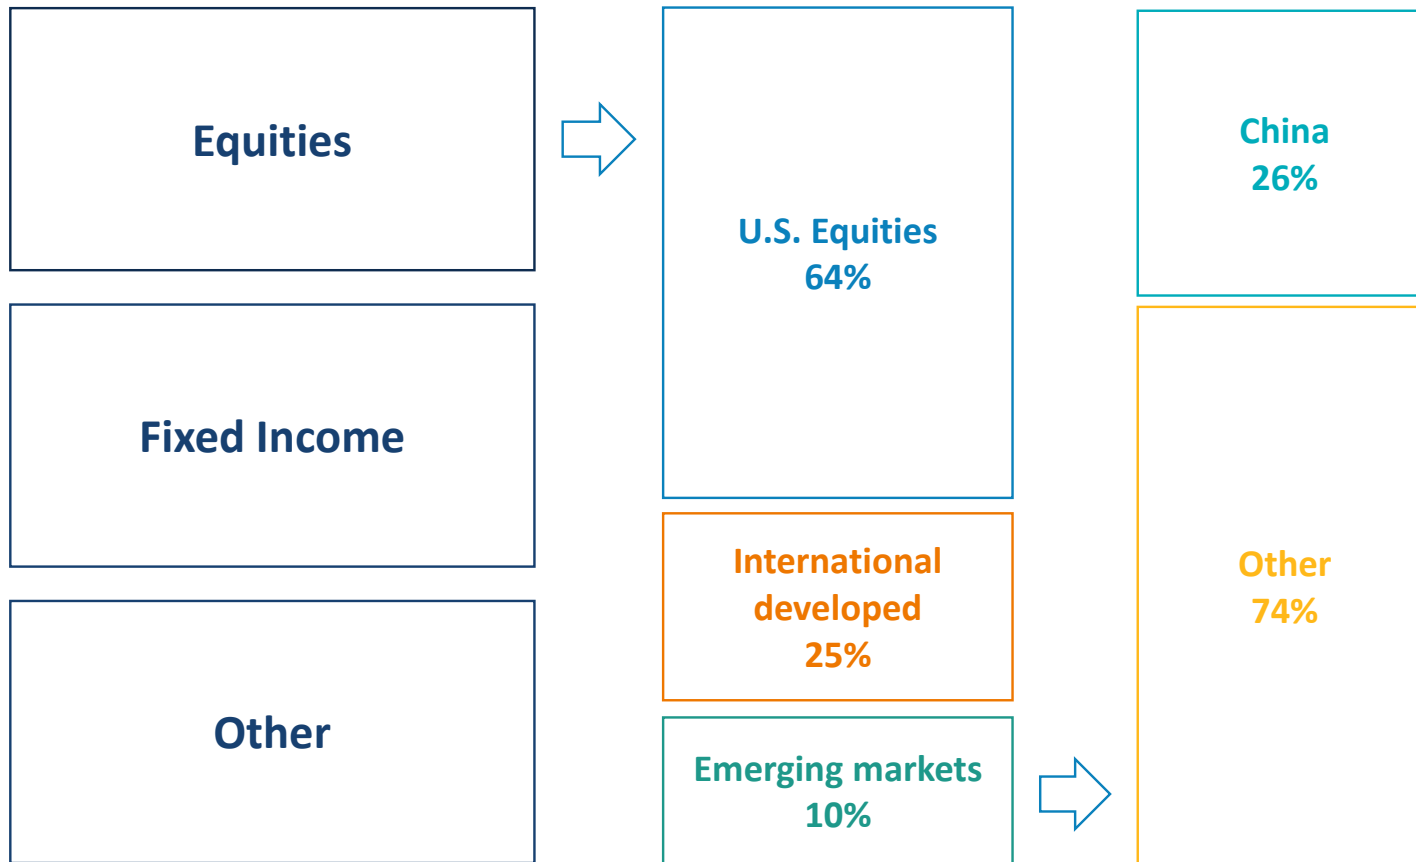 Equities
Fixed Income
Other
U.S. Equities
64%
International
developed
25%
Emerging markets
10%
China
26%
Other
74%